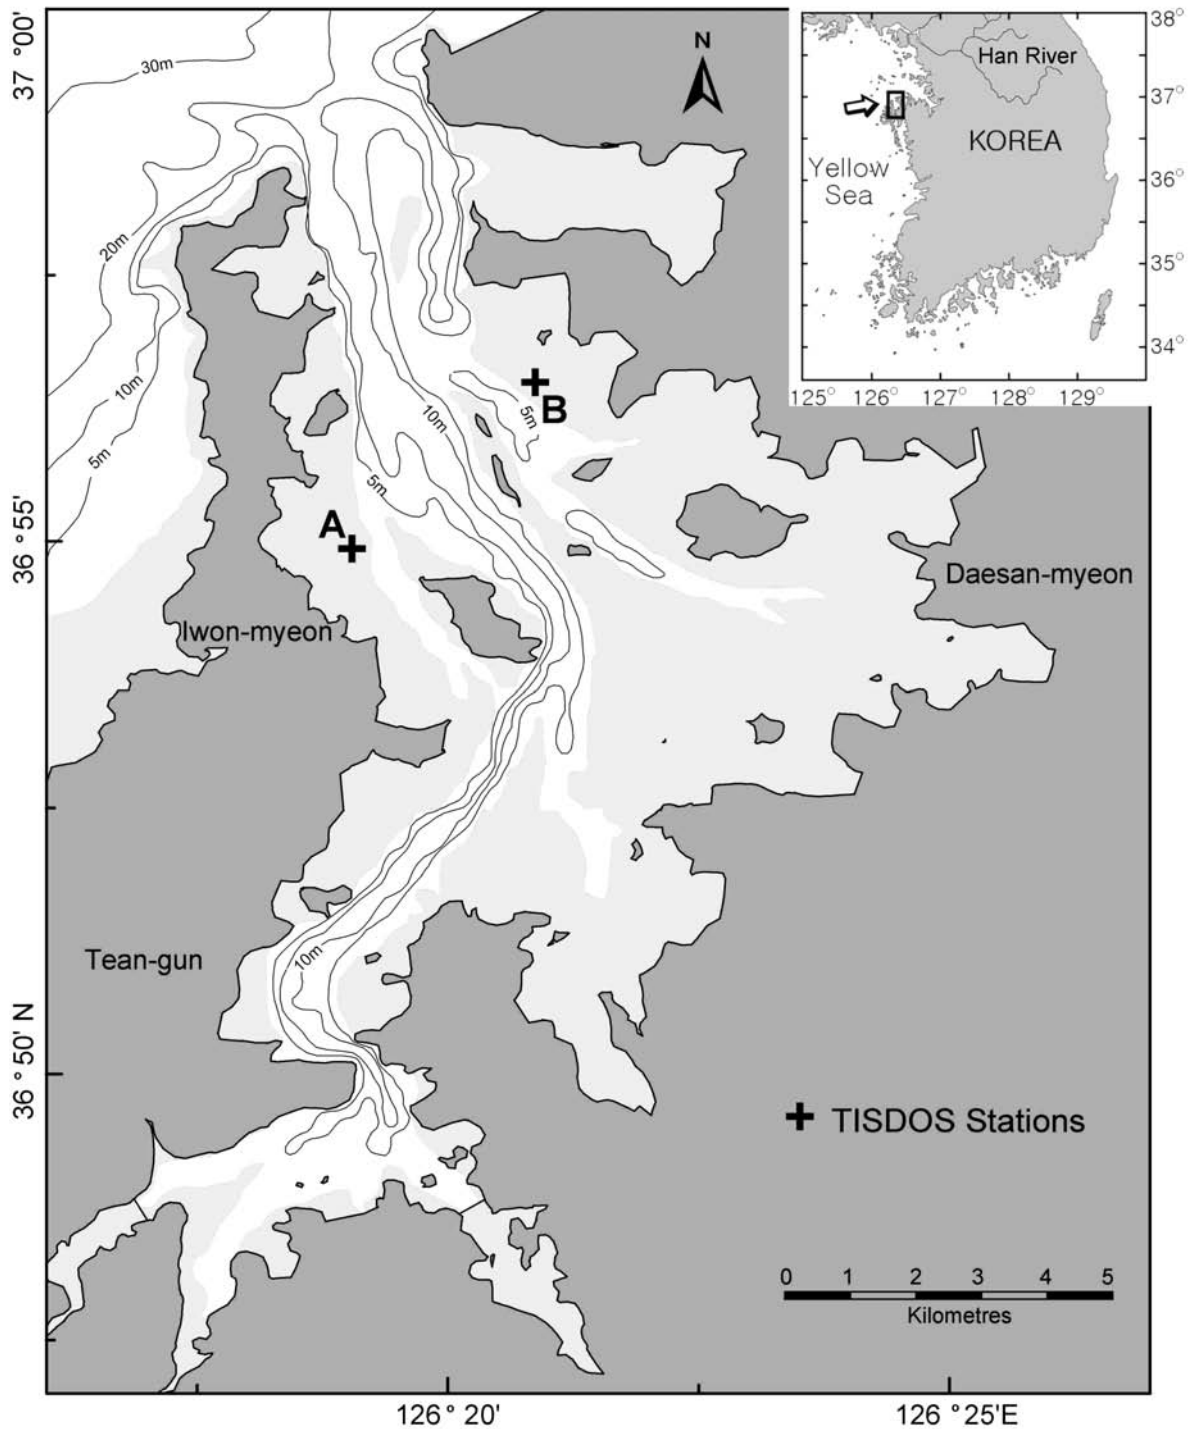 37°00'
36°55'
36°50' N
126°20'
126°25'E
30m
20m
10m
5m
10m
5m
5m
10m
N
A
B
Iwon-myeon
Daesan-myeon
Tean-gun
TISDOS Stations
0 1 2 3 4 5
Kilometres
Han River
KOREA
Yellow
Sea
38°
37°
36°
35°
34°
125° 126° 127° 128° 129°